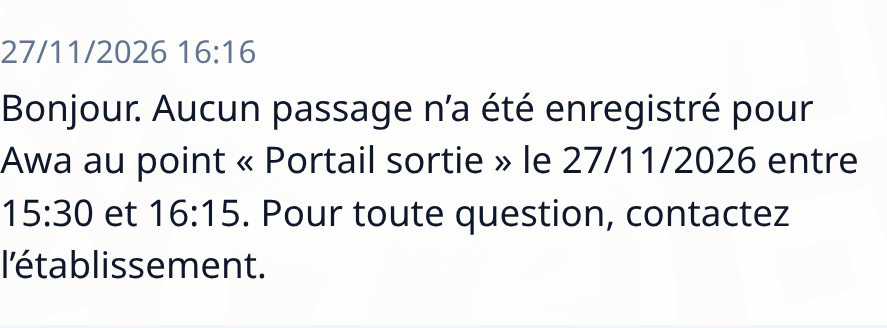 27/11/2026 16:16
Bonjour. Aucun passage n’a été enregistré pour
Awa au point « Portail sortie » le 27/11/2026 entre
15:30 et 16:15. Pour toute question, contactez
l’établissement.